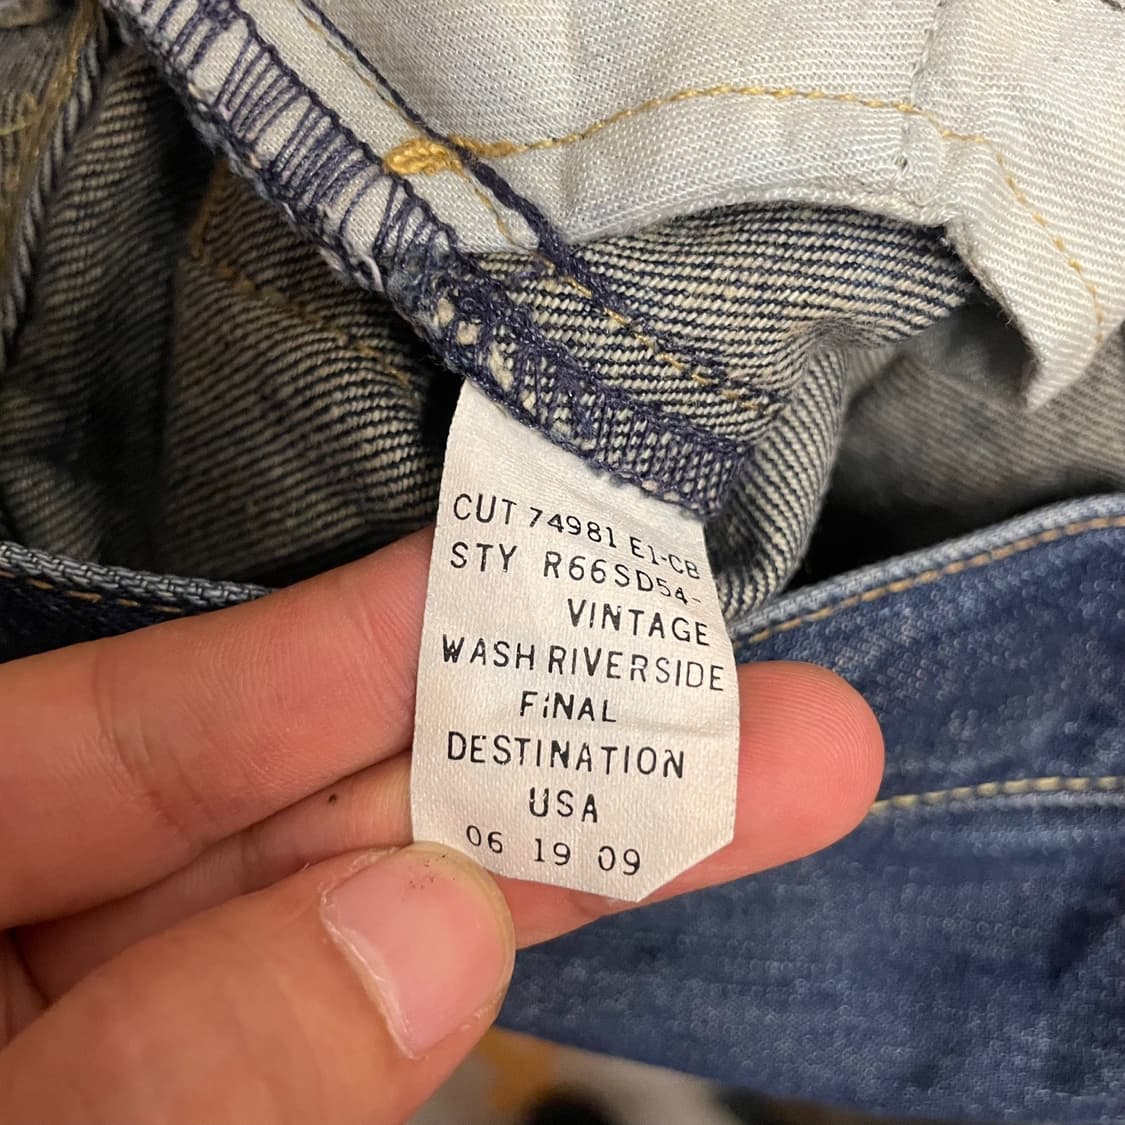 CUT 74981 E1-CB
STY R66SD54-
VINTAGE
WASH RIVERSIDE
FiNAL
DESTINATION
USA
06 19 09